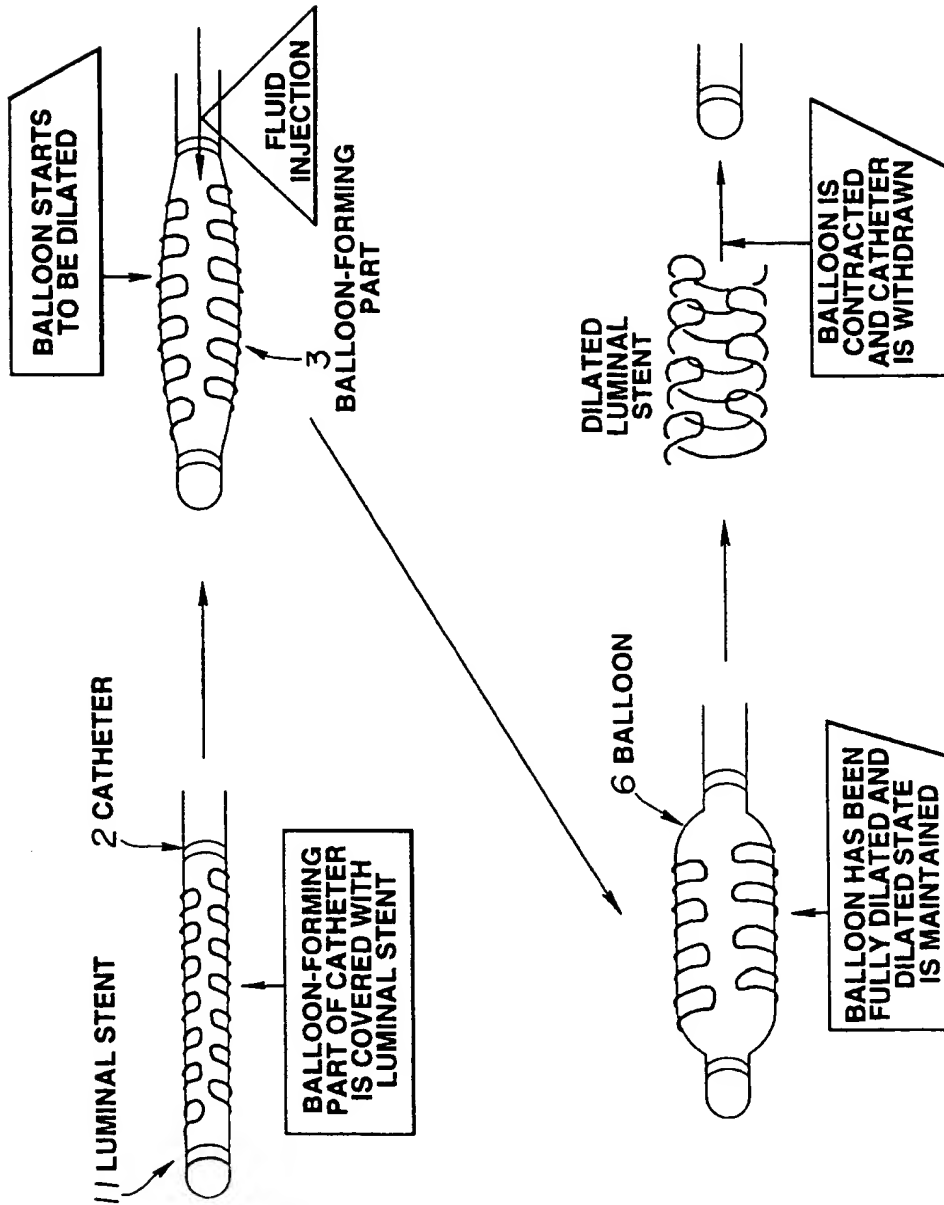 11 LUMINAL STENT
2 CATHETER
BALLOON-FORMING
PART OF CATHETER
IS COVERED WITH
LUMINAL STENT
BALLOON STARTS
TO BE DILATED
FLUID
INJECTION
3
BALLOON-FORMING
PART
6 BALLOON
BALLOON HAS BEEN
FULLY DILATED AND
DILATED STATE
IS MAINTAINED
DILATED
LUMINAL
STENT
BALLOON IS
CONTRACTED
AND CATHETER
IS WITHDRAWN